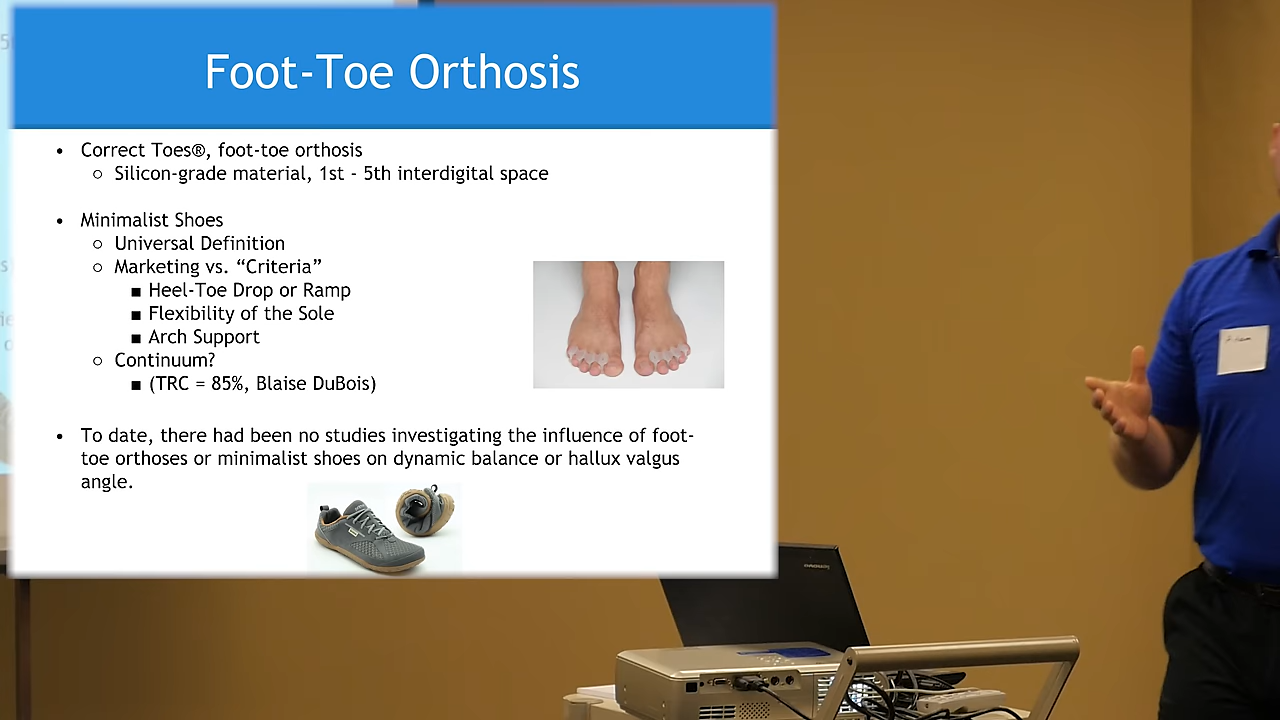 Foot-Toe Orthosis
• Correct Toes®, foot-toe orthosis
○ Silicon-grade material, 1st - 5th interdigital space
• Minimalist Shoes
○ Universal Definition
○ Marketing vs. “Criteria”
■ Heel-Toe Drop or Ramp
■ Flexibility of the Sole
■ Arch Support
○ Continuum?
■ (TRC = 85%, Blaise DuBois)
• To date, there had been no studies investigating the influence of foot-
toe orthoses or minimalist shoes on dynamic balance or hallux valgus
angle.